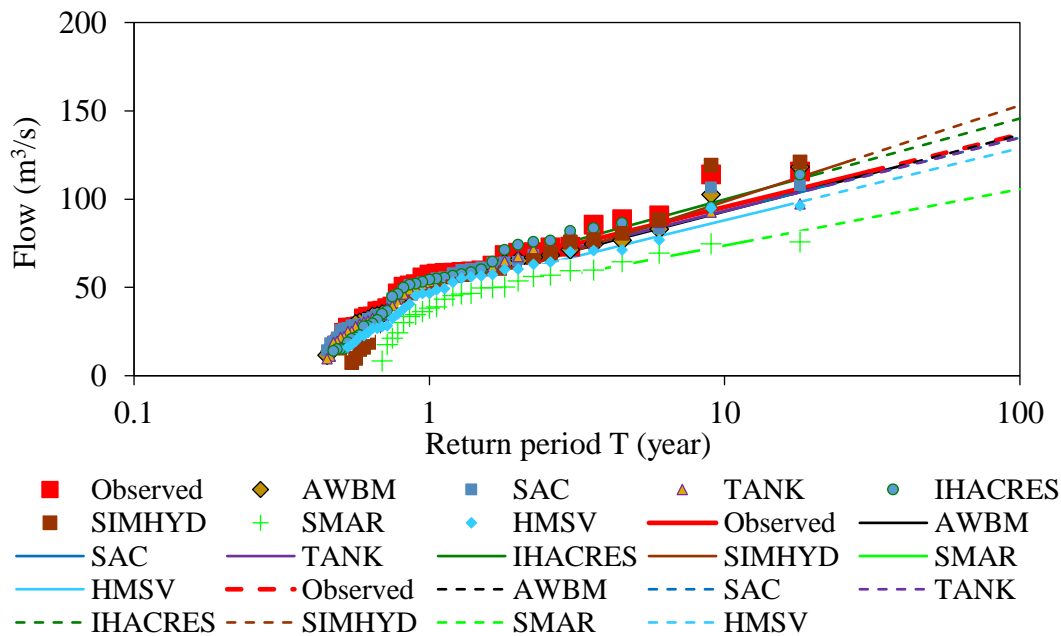 200
150
100
50
0
Flow (m³/s)
0.1 1 10 100
Return period T (year)
Observed AWBM SAC TANK IHACRES
SIMHYD SMAR HMSV Observed AWBM
SAC TANK IHACRES SIMHYD SMAR
HMSV Observed AWBM SAC TANK
IHACRES SIMHYD SMAR HMSV